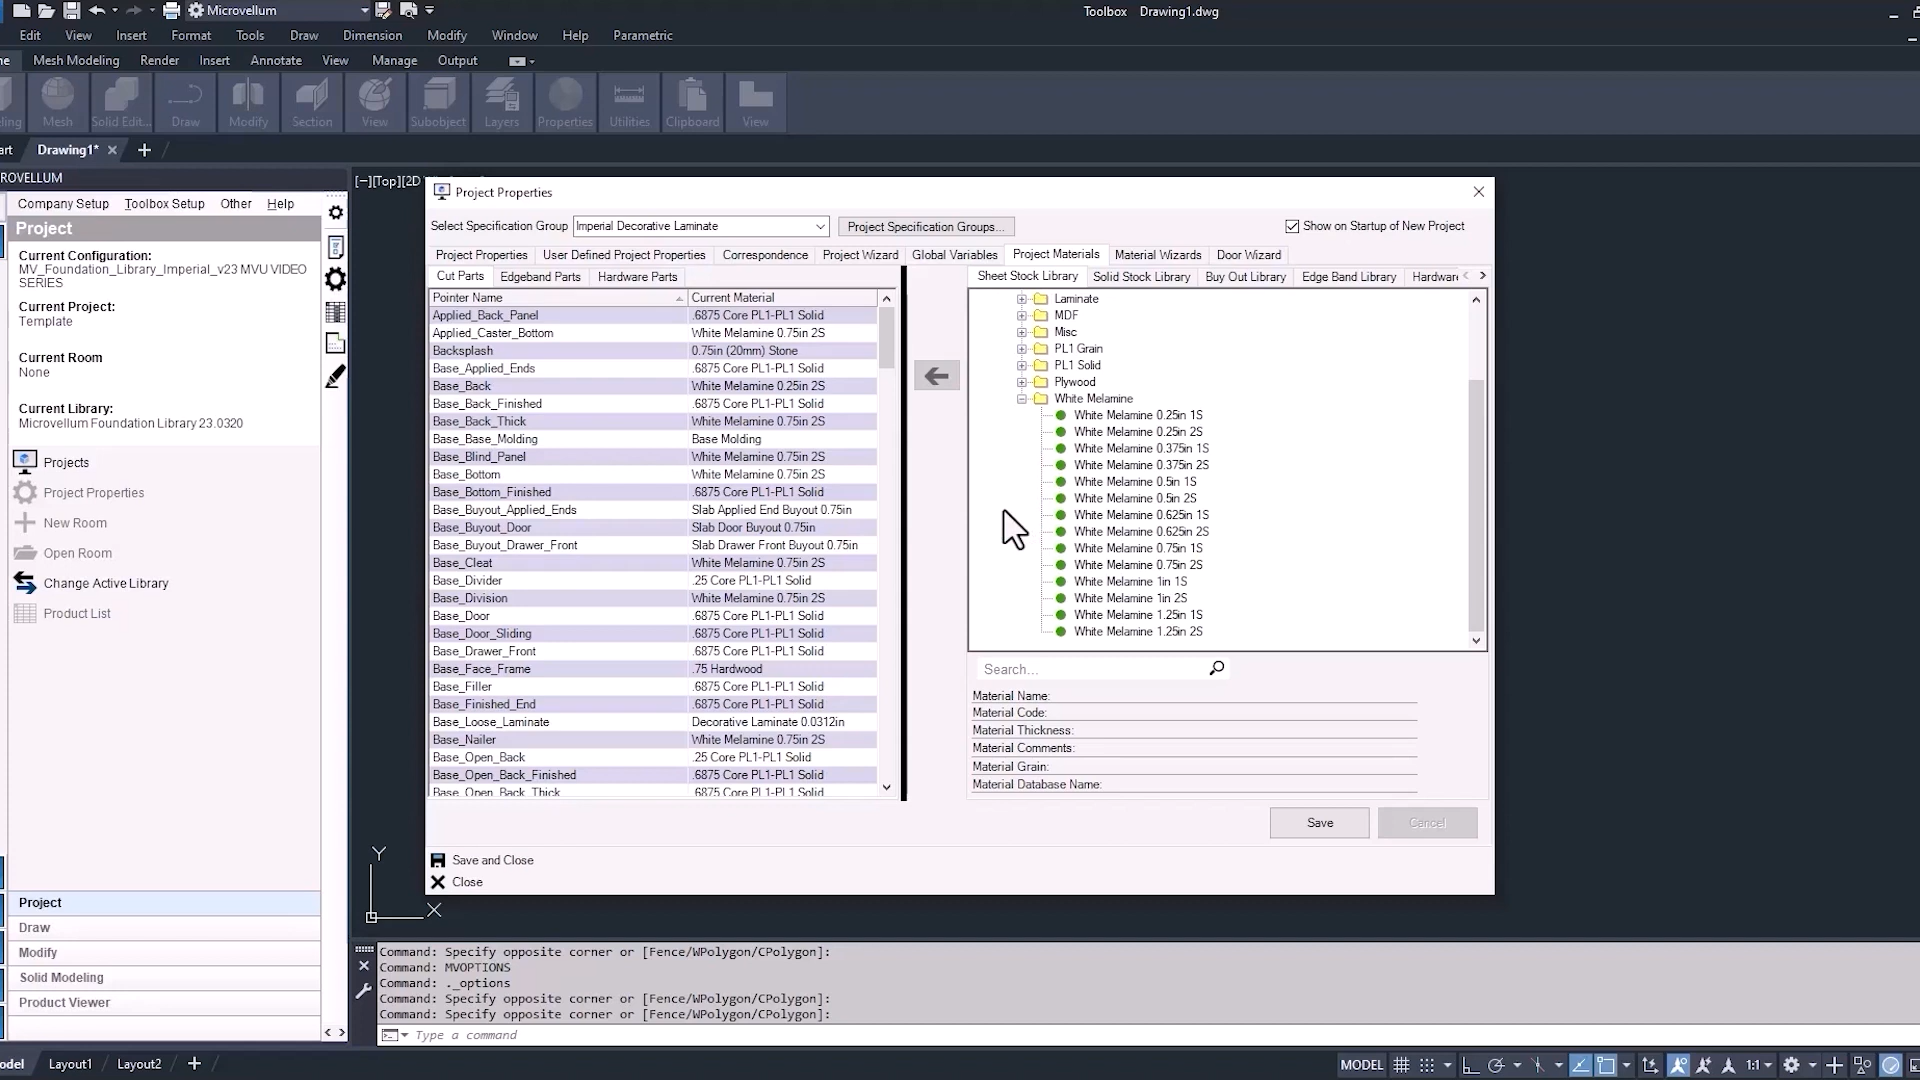 Microvellum
Toolbox Drawing1.dwg
Edit View Insert Format Tools Draw Dimension Modify Window Help Parametric
Mesh Modeling Render Insert Annotate View Manage Output
Mesh Solid Edit... Draw Modify Section View Subobject Layers Properties Utilities Clipboard View
Drawing1*
[−][Top][2D
ROVELLUM
Company Setup Toolbox Setup Other Help
Project
Current Configuration:
MV_Foundation_Library_Imperial_v23 MVU VIDEO
SERIES
Current Project:
Template
Current Room
None
Current Library:
Microvellum Foundation Library 23.0320
Projects
Project Properties
New Room
Open Room
Change Active Library
Product List
Project
Draw
Modify
Solid Modeling
Product Viewer
Project Properties
Select Specification Group Imperial Decorative Laminate Project Specification Groups... Show on Startup of New Project
Project Properties User Defined Project Properties Correspondence Project Wizard Global Variables Project Materials Material Wizards Door Wizard
Cut Parts Edgeband Parts Hardware Parts
Pointer Name Current Material
Applied_Back_Panel .6875 Core PL1-PL1 Solid
Applied_Caster_Bottom White Melamine 0.75in 2S
Backsplash 0.75in (20mm) Stone
Base_Applied_Ends .6875 Core PL1-PL1 Solid
Base_Back White Melamine 0.25in 2S
Base_Back_Finished .6875 Core PL1-PL1 Solid
Base_Back_Thick White Melamine 0.75in 2S
Base_Base_Molding Base Molding
Base_Blind_Panel White Melamine 0.75in 2S
Base_Bottom White Melamine 0.75in 2S
Base_Bottom_Finished .6875 Core PL1-PL1 Solid
Base_Buyout_Applied_Ends Slab Applied End Buyout 0.75in
Base_Buyout_Door Slab Door Buyout 0.75in
Base_Buyout_Drawer_Front Slab Drawer Front Buyout 0.75in
Base_Cleat White Melamine 0.75in 2S
Base_Divider .25 Core PL1-PL1 Solid
Base_Division White Melamine 0.75in 2S
Base_Door .6875 Core PL1-PL1 Solid
Base_Door_Sliding .6875 Core PL1-PL1 Solid
Base_Drawer_Front .6875 Core PL1-PL1 Solid
Base_Face_Frame .75 Hardwood
Base_Filler .6875 Core PL1-PL1 Solid
Base_Finished_End .6875 Core PL1-PL1 Solid
Base_Loose_Laminate Decorative Laminate 0.0312in
Base_Nailer White Melamine 0.75in 2S
Base_Open_Back .25 Core PL1-PL1 Solid
Base_Open_Back_Finished .6875 Core PL1-PL1 Solid
Base_Open_Back_Thick .6875 Core PL1-PL1 Solid
Sheet Stock Library Solid Stock Library Buy Out Library Edge Band Library Hardware
Laminate
MDF
Misc
PL1 Grain
PL1 Solid
Plywood
White Melamine
White Melamine 0.25in 1S
White Melamine 0.25in 2S
White Melamine 0.375in 1S
White Melamine 0.375in 2S
White Melamine 0.5in 1S
White Melamine 0.5in 2S
White Melamine 0.625in 1S
White Melamine 0.625in 2S
White Melamine 0.75in 1S
White Melamine 0.75in 2S
White Melamine 1in 1S
White Melamine 1in 2S
White Melamine 1.25in 1S
White Melamine 1.25in 2S
Search...
Material Name:
Material Code:
Material Thickness:
Material Comments:
Material Grain:
Material Database Name:
Save Cancel
Save and Close
Close
Y
X
Command: Specify opposite corner or [Fence/WPolygon/CPolygon]:
Command: MVOPTIONS
Command: ._options
Command: Specify opposite corner or [Fence/WPolygon/CPolygon]:
Command: Specify opposite corner or [Fence/WPolygon/CPolygon]:
Type a command
odel Layout1 Layout2
MODEL 1:1